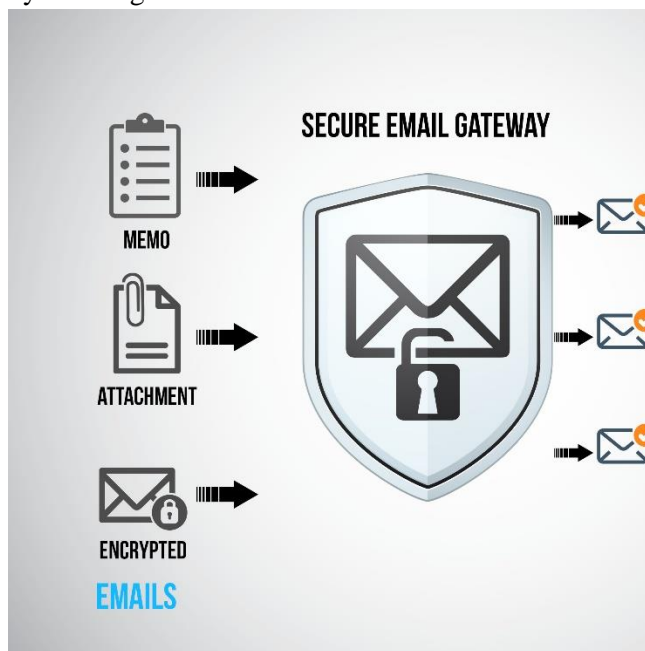 SECURE EMAIL GATEWAY
MEMO
ATTACHMENT
ENCRYPTED
EMAILS